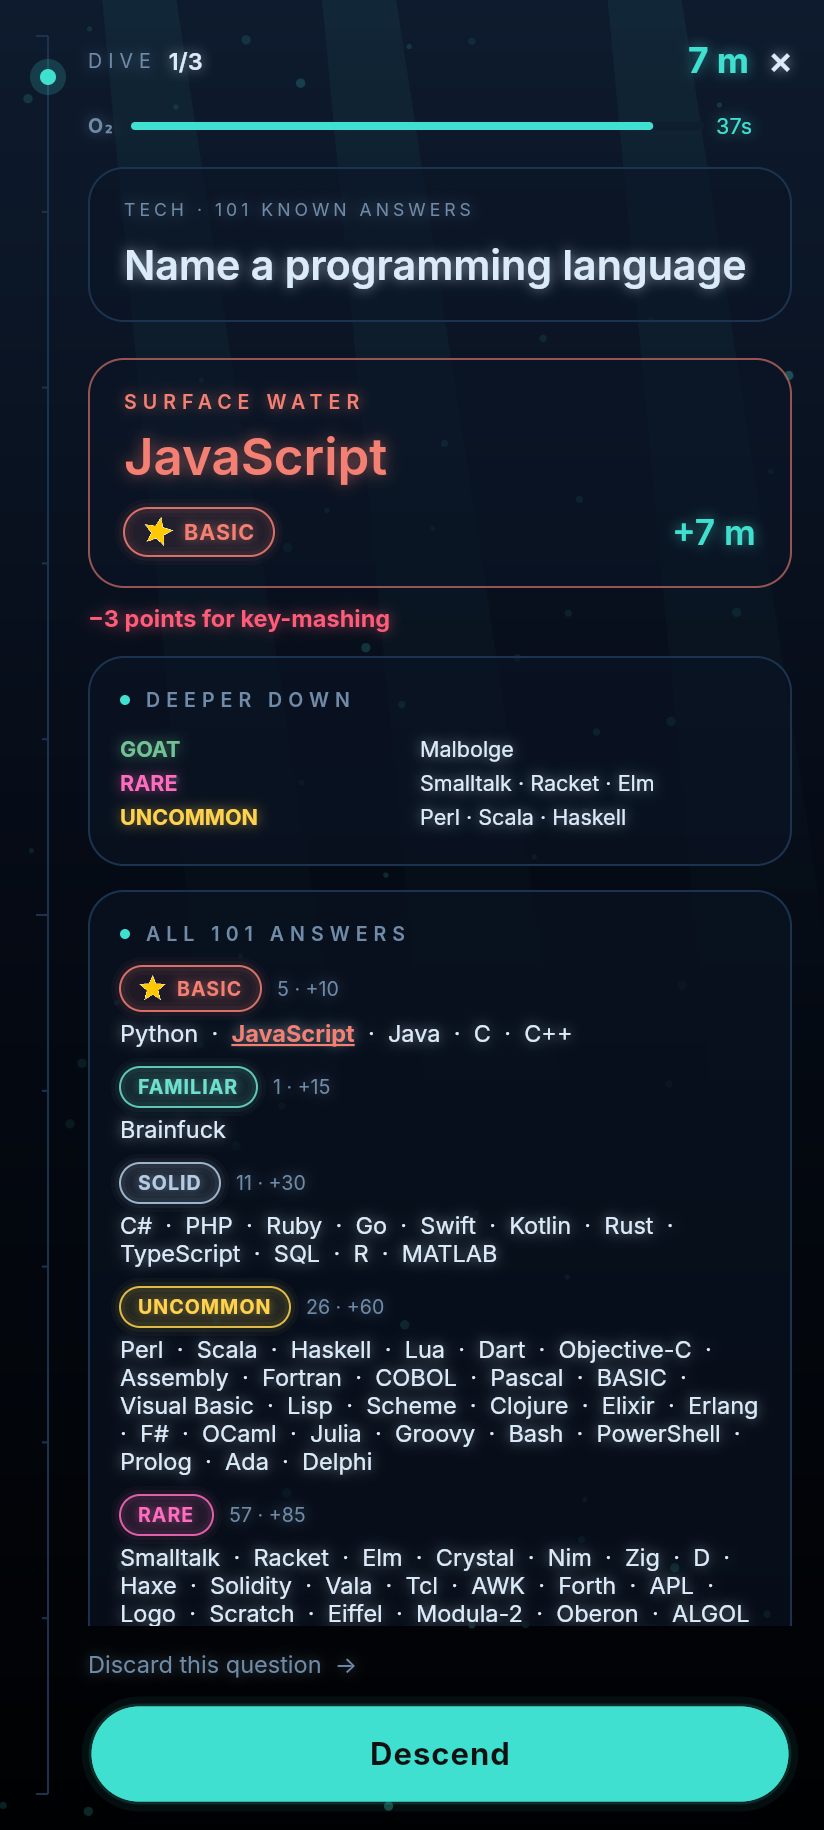 DIVE 1/3
7 m ×
O₂ 37s
TECH · 101 KNOWN ANSWERS
Name a programming language
SURFACE WATER
JavaScript
BASIC
+7 m
−3 points for key-mashing
DEEPER DOWN
GOAT Malbolge
RARE Smalltalk · Racket · Elm
UNCOMMON Perl · Scala · Haskell
ALL 101 ANSWERS
BASIC 5 · +10
Python · JavaScript · Java · C · C++
FAMILIAR 1 · +15
Brainfuck
SOLID 11 · +30
C# · PHP · Ruby · Go · Swift · Kotlin · Rust ·
TypeScript · SQL · R · MATLAB
UNCOMMON 26 · +60
Perl · Scala · Haskell · Lua · Dart · Objective-C ·
Assembly · Fortran · COBOL · Pascal · BASIC ·
Visual Basic · Lisp · Scheme · Clojure · Elixir · Erlang
· F# · OCaml · Julia · Groovy · Bash · PowerShell ·
Prolog · Ada · Delphi
RARE 57 · +85
Smalltalk · Racket · Elm · Crystal · Nim · Zig · D ·
Haxe · Solidity · Vala · Tcl · AWK · Forth · APL ·
Logo · Scratch · Eiffel · Modula-2 · Oberon · ALGOL
Discard this question →
Descend